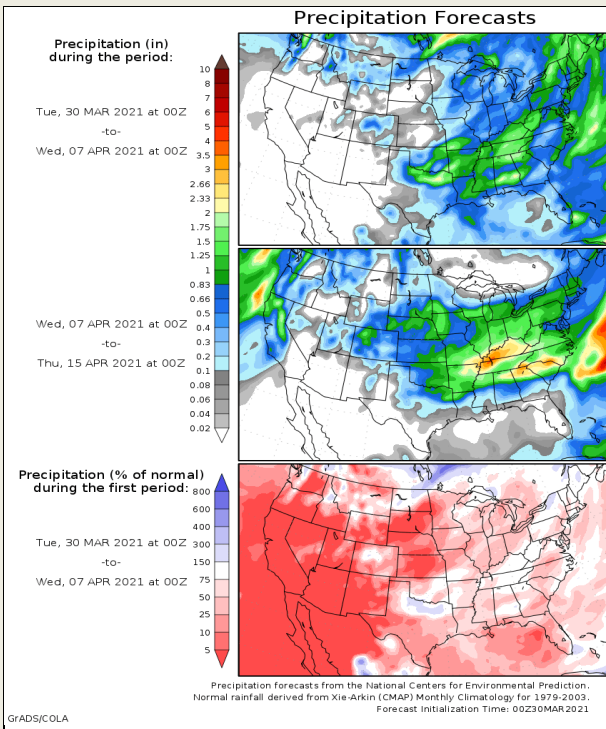 Precipitation Forecasts
Precipitation (in)
during the period:
Tue, 30 MAR 2021 at 00Z
-to-
Wed, 07 APR 2021 at 00Z
10
8
7
6
5
4
3.5
3
2.66
2.33
2
1.75
1.5
1.25
1
0.83
0.66
0.5
0.4
0.3
0.2
0.1
0.08
0.06
0.04
0.02
Wed, 07 APR 2021 at 00Z
-to-
Thu, 15 APR 2021 at 00Z
Precipitation (% of normal)
during the first period:
Tue, 30 MAR 2021 at 00Z
-to-
Wed, 07 APR 2021 at 00Z
800
600
400
300
150
75
50
25
10
5
Precipitation forecasts from the National Centers for Environmental Prediction.
Normal rainfall derived from Xie-Arkin (CMAP) Monthly Climatology for 1979-2003.
Forecast Initialization Time: 00Z30MAR2021
GrADS/COLA